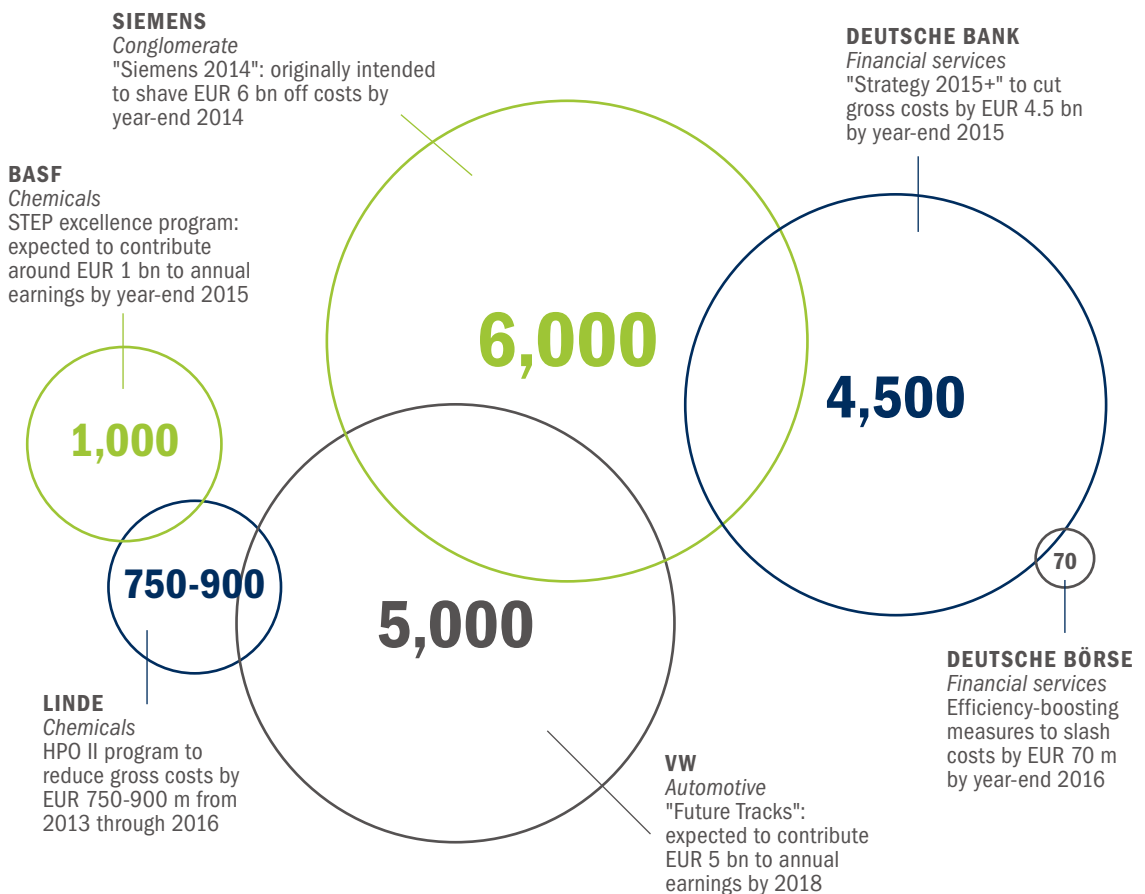 SIEMENS
Conglomerate
"Siemens 2014": originally intended
to shave EUR 6 bn off costs by
year-end 2014
DEUTSCHE BANK
Financial services
"Strategy 2015+" to cut
gross costs by EUR 4.5 bn
by year-end 2015
BASF
Chemicals
STEP excellence program:
expected to contribute
around EUR 1 bn to annual
earnings by year-end 2015
6,000
4,500
1,000
750-900
5,000
70
LINDE
Chemicals
HPO II program to
reduce gross costs by
EUR 750-900 m from
2013 through 2016
VW
Automotive
"Future Tracks":
expected to contribute
EUR 5 bn to annual
earnings by 2018
DEUTSCHE BÖRSE
Financial services
Efficiency-boosting
measures to slash
costs by EUR 70 m
by year-end 2016